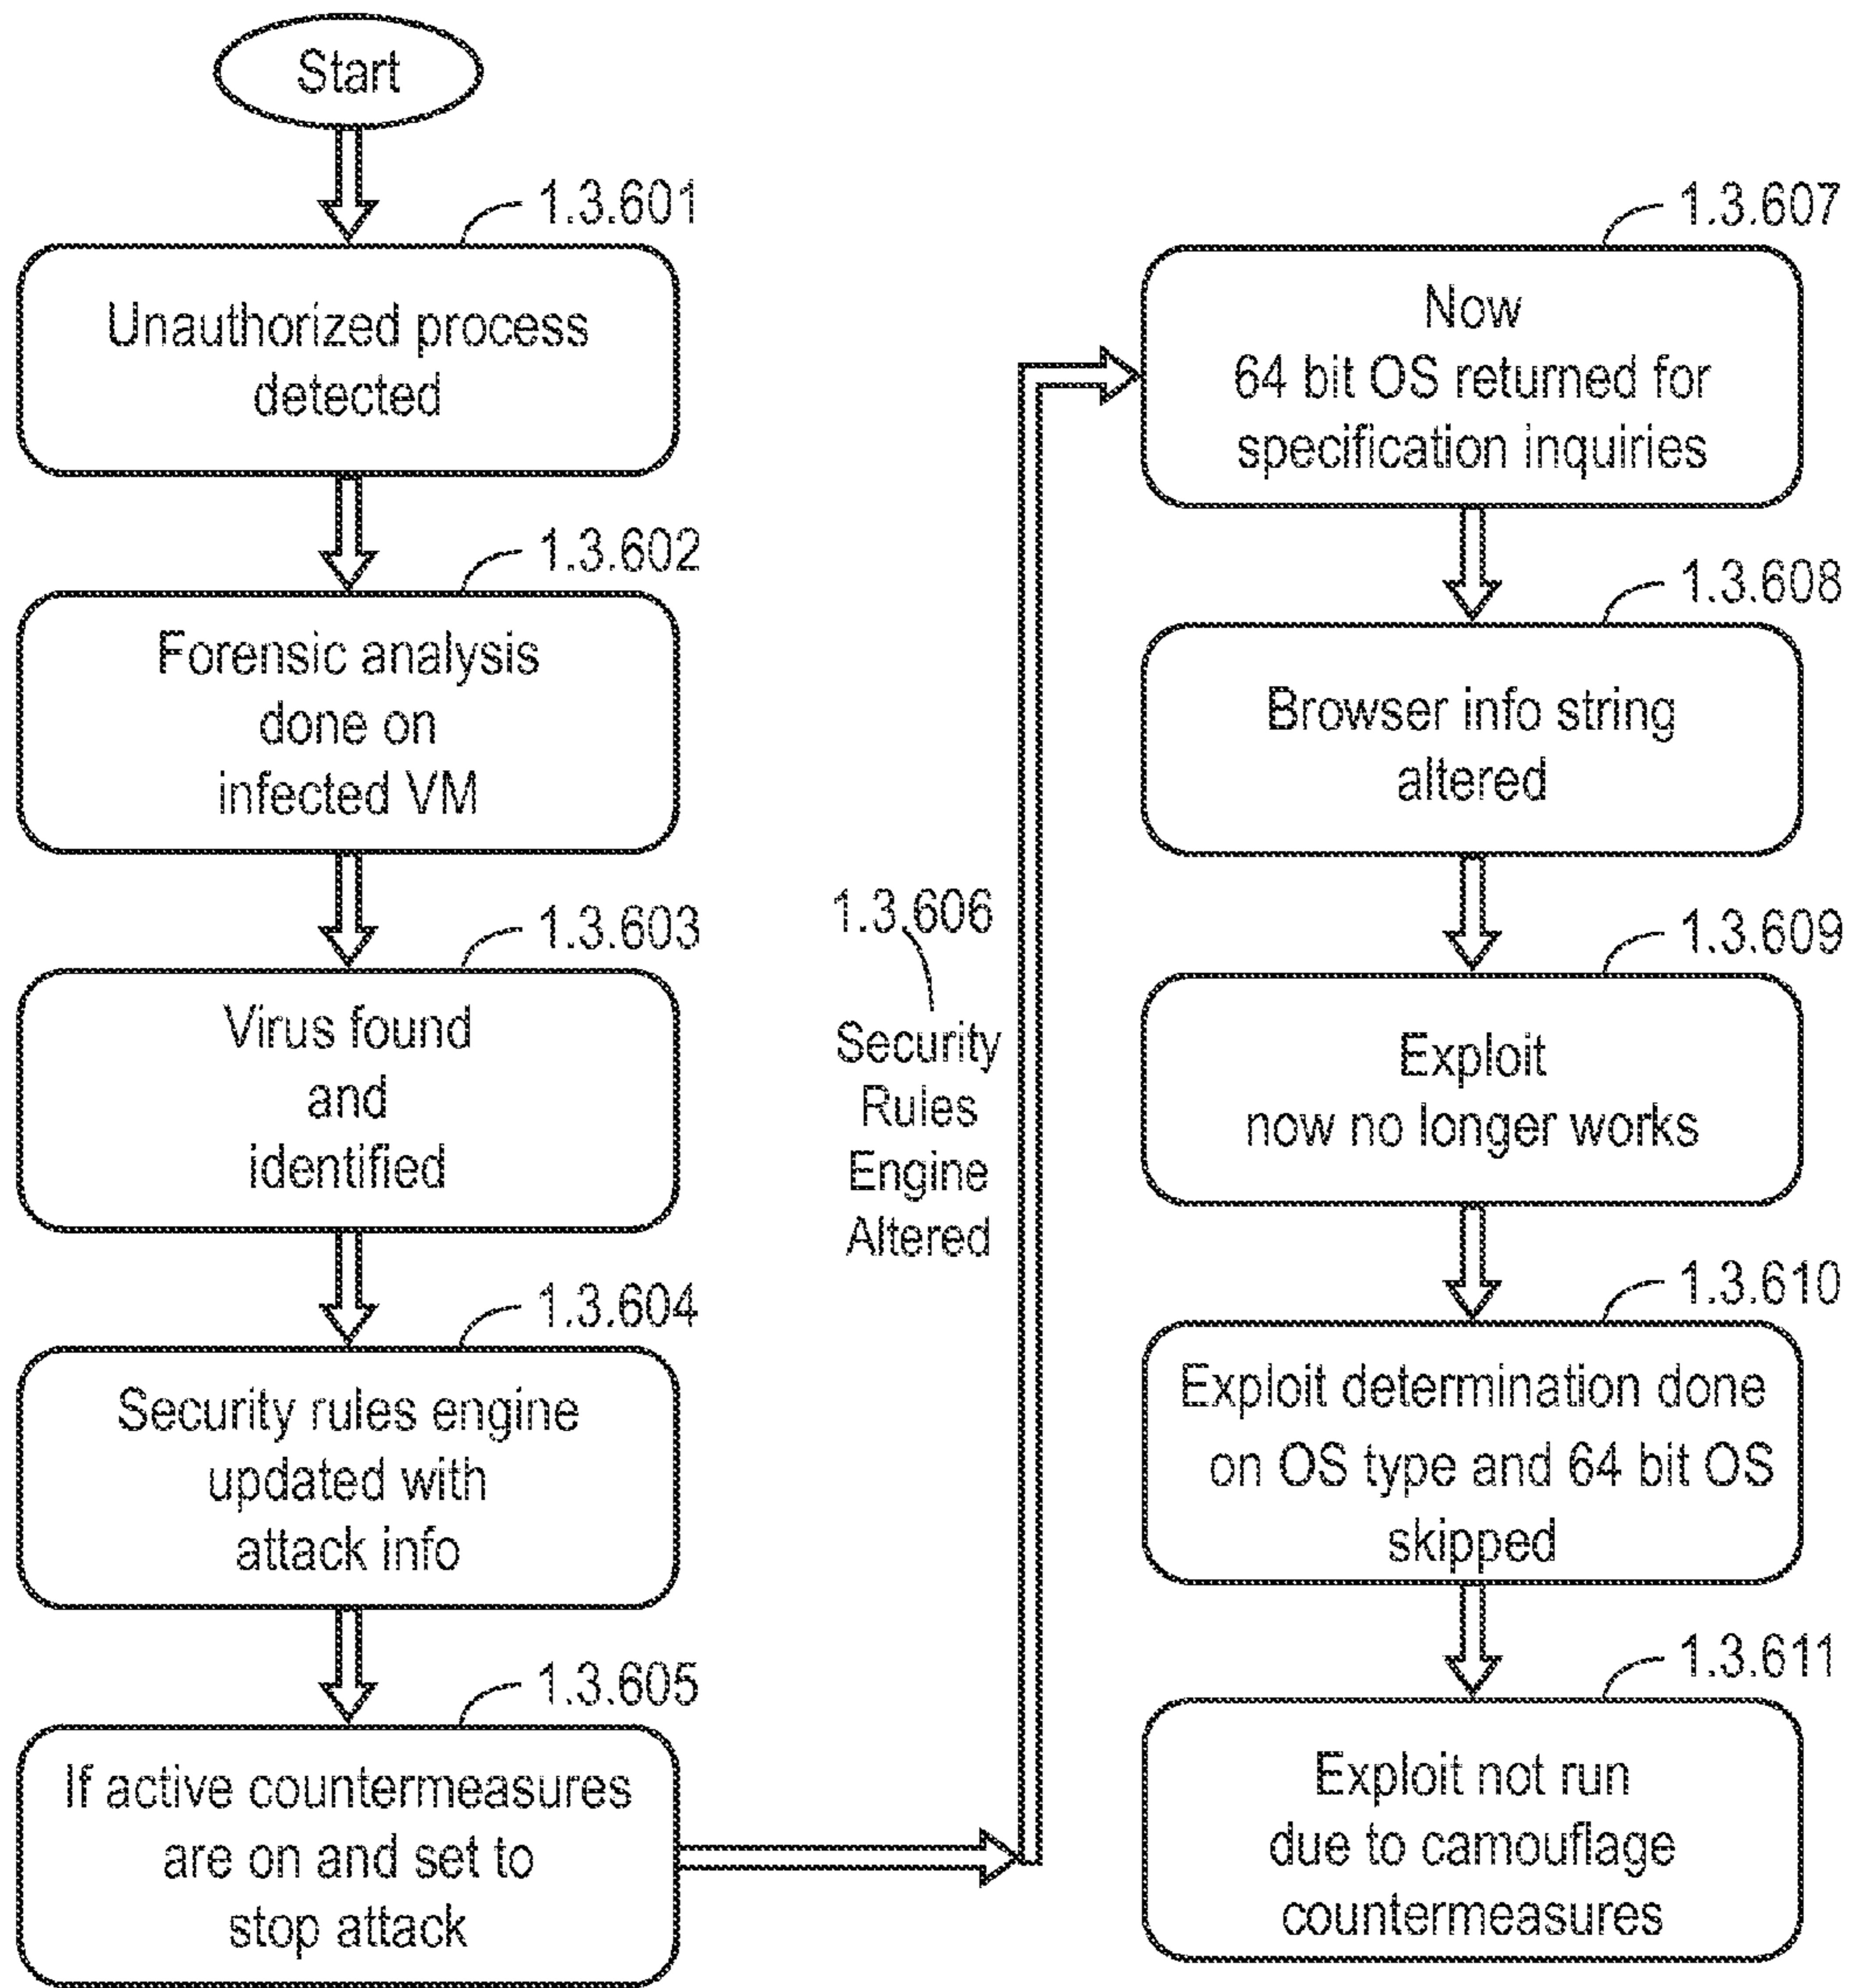 Start
1.3.601
Unauthorized process
detected
1.3.602
Forensic analysis
done on
infected VM
1.3.603
Virus found
and
identified
1.3.604
Security rules engine
updated with
attack info
1.3.605
If active countermeasures
are on and set to
stop attack
1.3.606
Security
Rules
Engine
Altered
1.3.607
Now
64 bit OS returned for
specification inquiries
1.3.608
Browser info string
altered
1.3.609
Exploit
now no longer works
1.3.610
Exploit determination done
on OS type and 64 bit OS
skipped
1.3.611
Exploit not run
due to camouflage
countermeasures